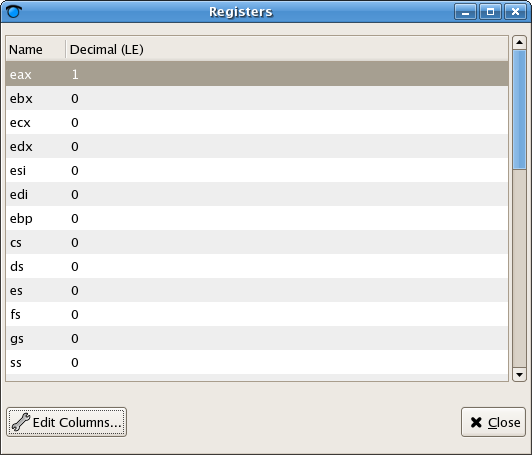 Registers
Name Decimal (LE)
eax 1
ebx 0
ecx 0
edx 0
esi 0
edi 0
ebp 0
cs 0
ds 0
es 0
fs 0
gs 0
ss 0
Edit Columns... Close